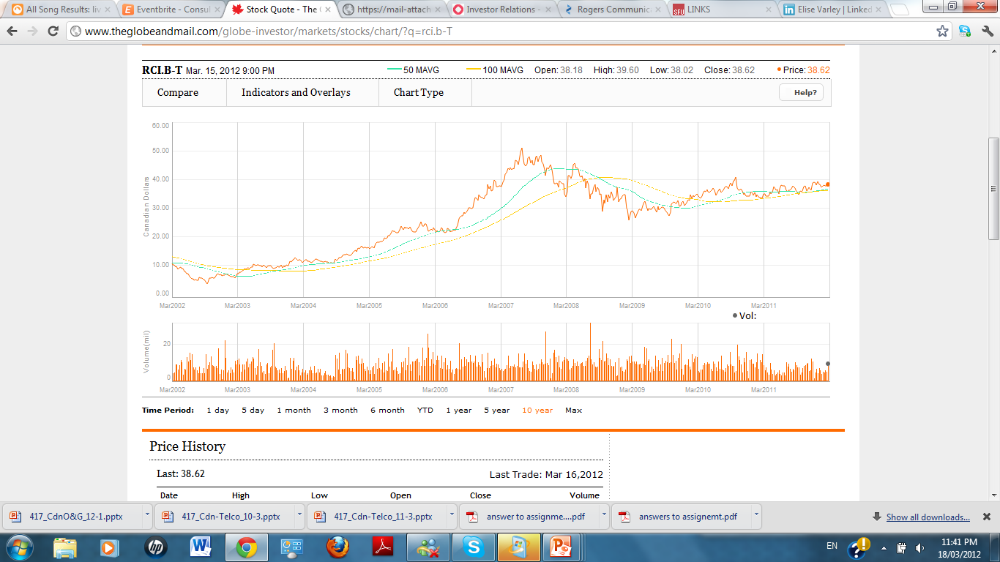 All Song Results: liv
Eventbrite - Consul
Stock Quote - The G
https://mail-attach
Investor Relations -
Rogers Communica
SFU LINKS
Elise Varley | Linked
www.theglobeandmail.com/globe-investor/markets/stocks/chart/?q=rci.b-T
RCI.B-T Mar. 15, 2012 9:00 PM 50 MAVG 100 MAVG Open: 38.18 High: 39.60 Low: 38.02 Close: 38.62 Price: 38.62
Compare Indicators and Overlays Chart Type Help?
60.00
50.00
40.00
30.00
20.00
10.00
0.00
Canadian Dollars
Mar2002 Mar2003 Mar2004 Mar2005 Mar2006 Mar2007 Mar2008 Mar2009 Mar2010 Mar2011
Vol:
20
0
Volume(mil)
Mar2002 Mar2003 Mar2004 Mar2005 Mar2006 Mar2007 Mar2008 Mar2009 Mar2010 Mar2011
Time Period: 1 day 5 day 1 month 3 month 6 month YTD 1 year 5 year 10 year Max
Price History
Last: 38.62 Last Trade: Mar 16,2012
Date High Low Open Close Volume
417_CdnO&G_12-1.pptx
417_Cdn-Telco_10-3.pptx
417_Cdn-Telco_11-3.pptx
answer to assignme....pdf
answers to assignemt.pdf
Show all downloads...
EN
11:41 PM
18/03/2012